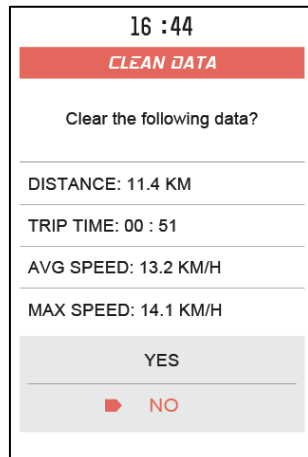 16 :44
CLEAN DATA
Clear the following data?
DISTANCE: 11.4 KM
TRIP TIME: 00 : 51
AVG SPEED: 13.2 KM/H
MAX SPEED: 14.1 KM/H
YES
NO